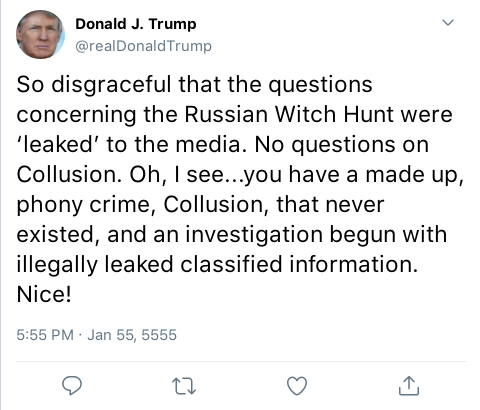 Donald J. Trump
@realDonaldTrump
So disgraceful that the questions
concerning the Russian Witch Hunt were
‘leaked’ to the media. No questions on
Collusion. Oh, I see...you have a made up,
phony crime, Collusion, that never
existed, and an investigation begun with
illegally leaked classified information.
Nice!
5:55 PM · Jan 55, 5555